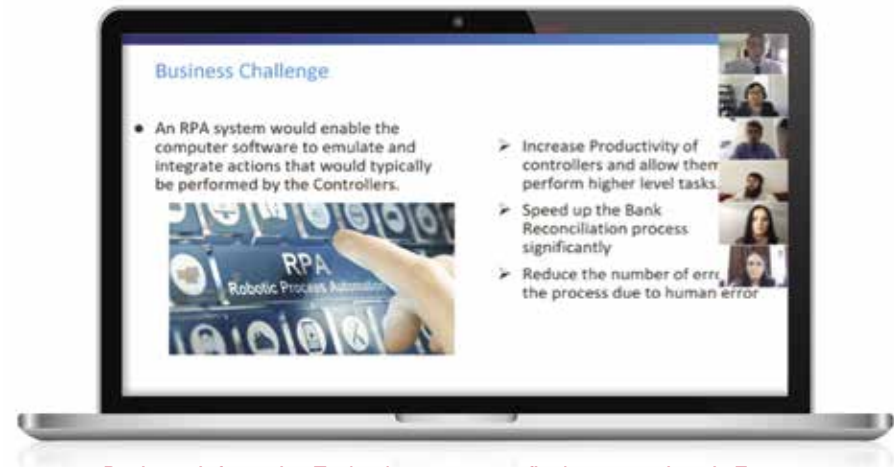 Business Challenge
● An RPA system would enable the
computer software to emulate and
integrate actions that would typically
be performed by the Controllers.
RPA
Robotic Process Automation
➢ Increase Productivity of
controllers and allow them
perform higher level tasks.
➢ Speed up the Bank
Reconciliation process
significantly
➢ Reduce the number of
the process due to human error